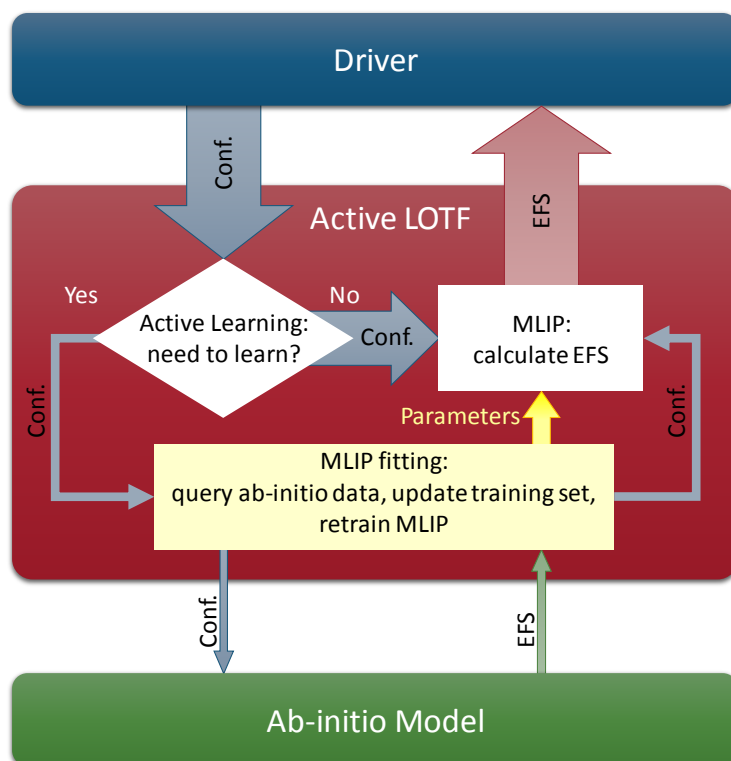 Driver
Conf.
EFS
Active LOTF
Yes
No
Active Learning:
need to learn?
Conf.
MLIP:
calculate EFS
Conf.
Conf.
Parameters
MLIP fitting:
query ab-initio data, update training set,
retrain MLIP
Conf.
EFS
Ab-initio Model